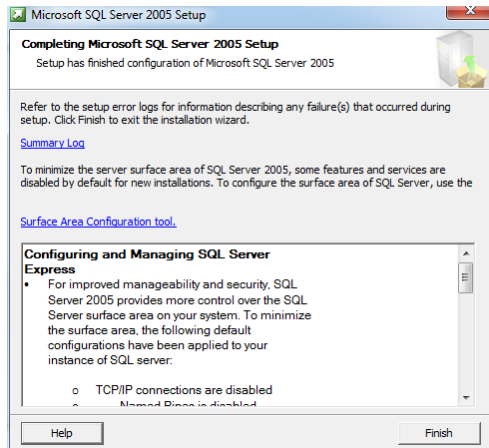 Microsoft SQL Server 2005 Setup
Completing Microsoft SQL Server 2005 Setup
Setup has finished configuration of Microsoft SQL Server 2005
Refer to the setup error logs for information describing any failure(s) that occurred during
setup. Click Finish to exit the installation wizard.
Summary Log
To minimize the server surface area of SQL Server 2005, some features and services are
disabled by default for new installations. To configure the surface area of SQL Server, use the
Surface Area Configuration tool.
Configuring and Managing SQL Server
Express
• For improved manageability and security, SQL
Server 2005 provides more control over the SQL
Server surface area on your system. To minimize
the surface area, the following default
configurations have been applied to your
instance of SQL server:
o TCP/IP connections are disabled
o Named Pipes is disabled
Help
Finish